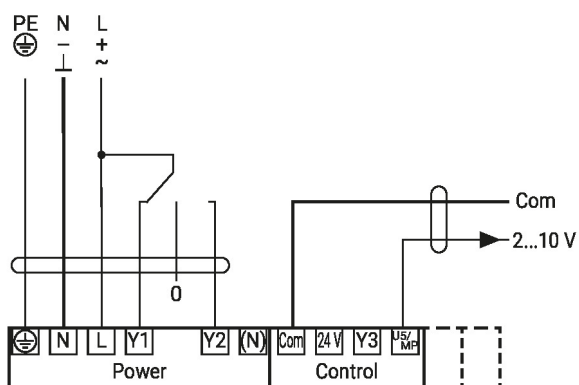 PE N L
– +
⊥ ~
Com
2...10 V
0
N L Y1 Y2 (N) Com 24 V Y3 U5/MP
Power Control